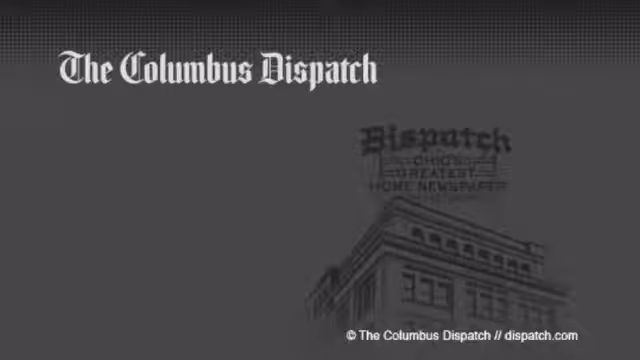 The Columbus Dispatch
Dispatch
OHIO'S
GREATEST
HOME NEWSPAPER
© The Columbus Dispatch // dispatch.com